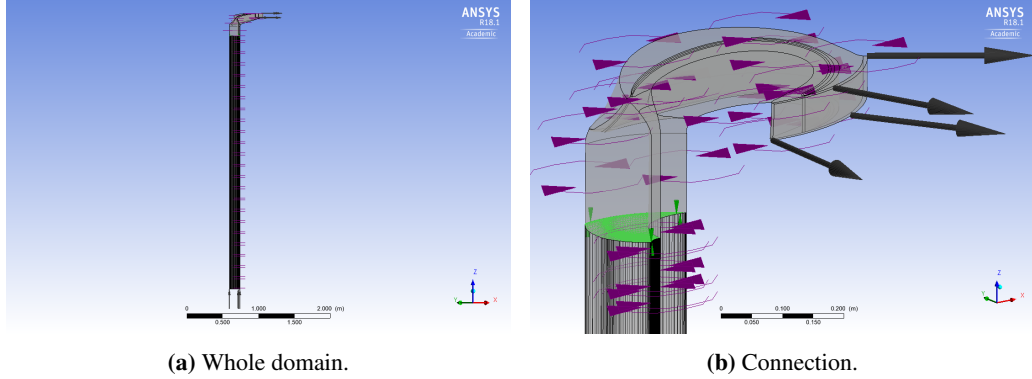 ANSYS
R18.1
Academic
Z
Y
X
0
1.000
2.000 (m)
0.500
1.500
ANSYS
R18.1
Academic
Z
Y
X
0
0.100
0.200 (m)
0.050
0.150
(a) Whole domain.
(b) Connection.